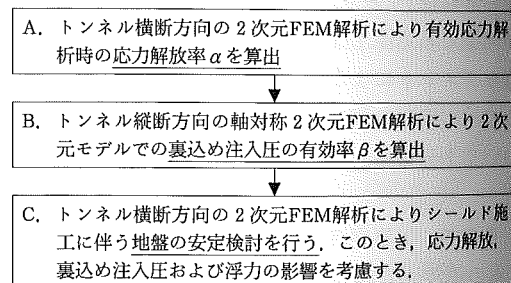 A．トンネル横断方向の２次元FEM解析により有効応力解
析時の応力解放率αを算出
B．トンネル縦断方向の軸対称２次元FEM解析により２次
元モデルでの裏込め注入圧の有効率βを算出
C．トンネル横断方向の２次元FEM解析によりシールド施
工に伴う地盤の安定検討を行う．このとき，応力解放，
裏込め注入圧および浮力の影響を考慮する．